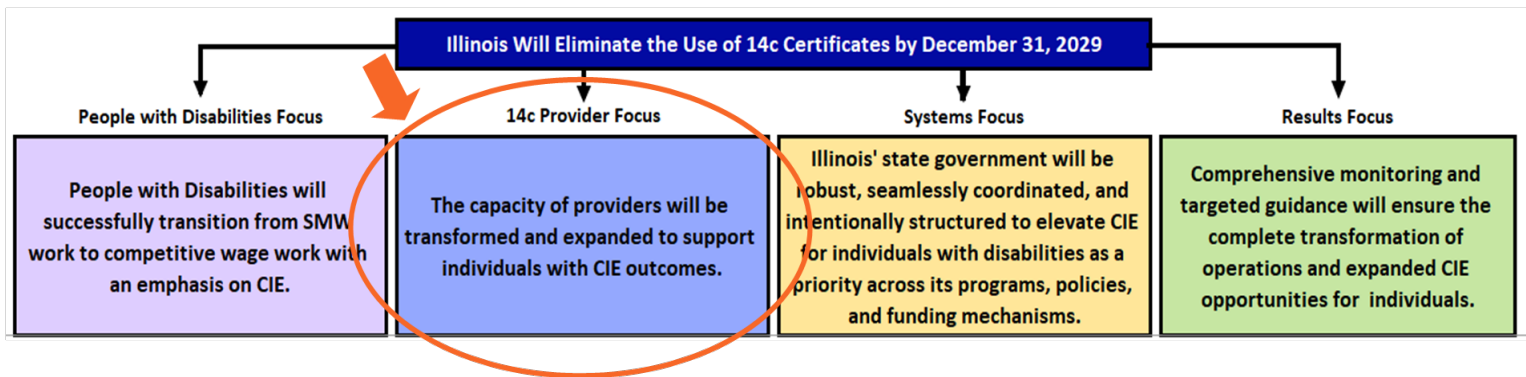 Illinois Will Eliminate the Use of 14c Certificates by December 31, 2029
People with Disabilities Focus
People with Disabilities will
successfully transition from SMW
work to competitive wage work with
an emphasis on CIE.
14c Provider Focus
The capacity of providers will be
transformed and expanded to support
individuals with CIE outcomes.
Systems Focus
Illinois' state government will be
robust, seamlessly coordinated, and
intentionally structured to elevate CIE
for individuals with disabilities as a
priority across its programs, policies,
and funding mechanisms.
Results Focus
Comprehensive monitoring and
targeted guidance will ensure the
complete transformation of
operations and expanded CIE
opportunities for individuals.